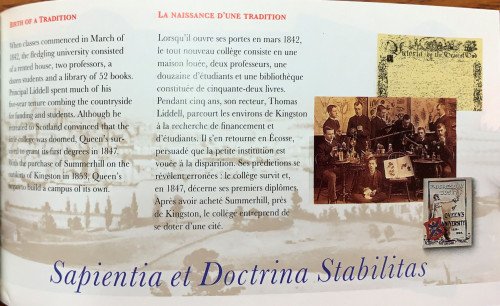 BIRTH OF A TRADITION
When classes commenced in March of
1842, the fledgling university consisted
of a rented house, two professors, a
dozen students and a library of 52 books.
Principal Liddell spent much of his
five-year tenure combing the countryside
for funding and students. Although he
returned to Scotland convinced that the
college was doomed, Queen's sur-
to grant its first degrees in 1847.
With the purchase of Summerhill on the
outskirts of Kingston in 1853, Queen's
began to build a campus of its own.
LA NAISSANCE D'UNE TRADITION
Lorsqu'il ouvre ses portes en mars 1842,
le tout nouveau collège consiste en une
maison louée, deux professeurs, une
douzaine d'étudiants et une bibliothèque
constituée de cinquante-deux livres.
Pendant cinq ans, son recteur, Thomas
Liddell, parcourt les environs de Kingston
à la recherche de financement et
d'étudiants. Il s'en retourne en Écosse,
persuadé que la petite institution est
vouée à la disparition. Ses prédictions se
révèlent erronées : le collège survit et,
en 1847, décerne ses premiers diplômes.
Après avoir acheté Summerhill, près
de Kingston, le collège entreprend de
se doter d'une cité.
Victoria by the Grace of God
QUEEN'S
UNIVERSITY
Sapientia et Doctrina Stabilitas